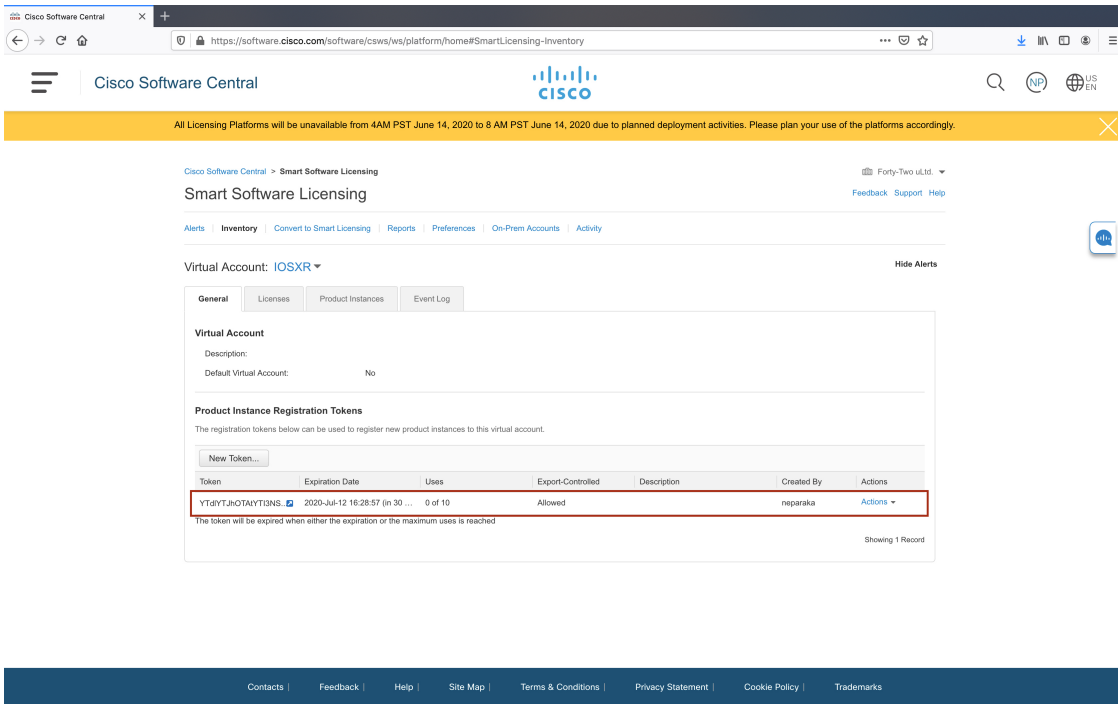 Cisco Software Central
https://software.cisco.com/software/csws/ws/platform/home#SmartLicensing-Inventory
Cisco Software Central
CISCO
NP
US
EN
All Licensing Platforms will be unavailable from 4AM PST June 14, 2020 to 8 AM PST June 14, 2020 due to planned deployment activities. Please plan your use of the platforms accordingly.
Cisco Software Central > Smart Software Licensing
Forty-Two uLtd.
Smart Software Licensing
Feedback Support Help
Alerts | Inventory | Convert to Smart Licensing | Reports | Preferences | On-Prem Accounts | Activity
Virtual Account: IOSXR
Hide Alerts
General Licenses Product Instances Event Log
Virtual Account
Description:
Default Virtual Account: No
Product Instance Registration Tokens
The registration tokens below can be used to register new product instances to this virtual account.
New Token...
Token Expiration Date Uses Export-Controlled Description Created By Actions
2020-Jul-12 16:28:57 (in 30 ... 0 of 10 Allowed neparaka Actions
The token will be expired when either the expiration or the maximum uses is reached
Showing 1 Record
Contacts | Feedback | Help | Site Map | Terms & Conditions | Privacy Statement | Cookie Policy | Trademarks